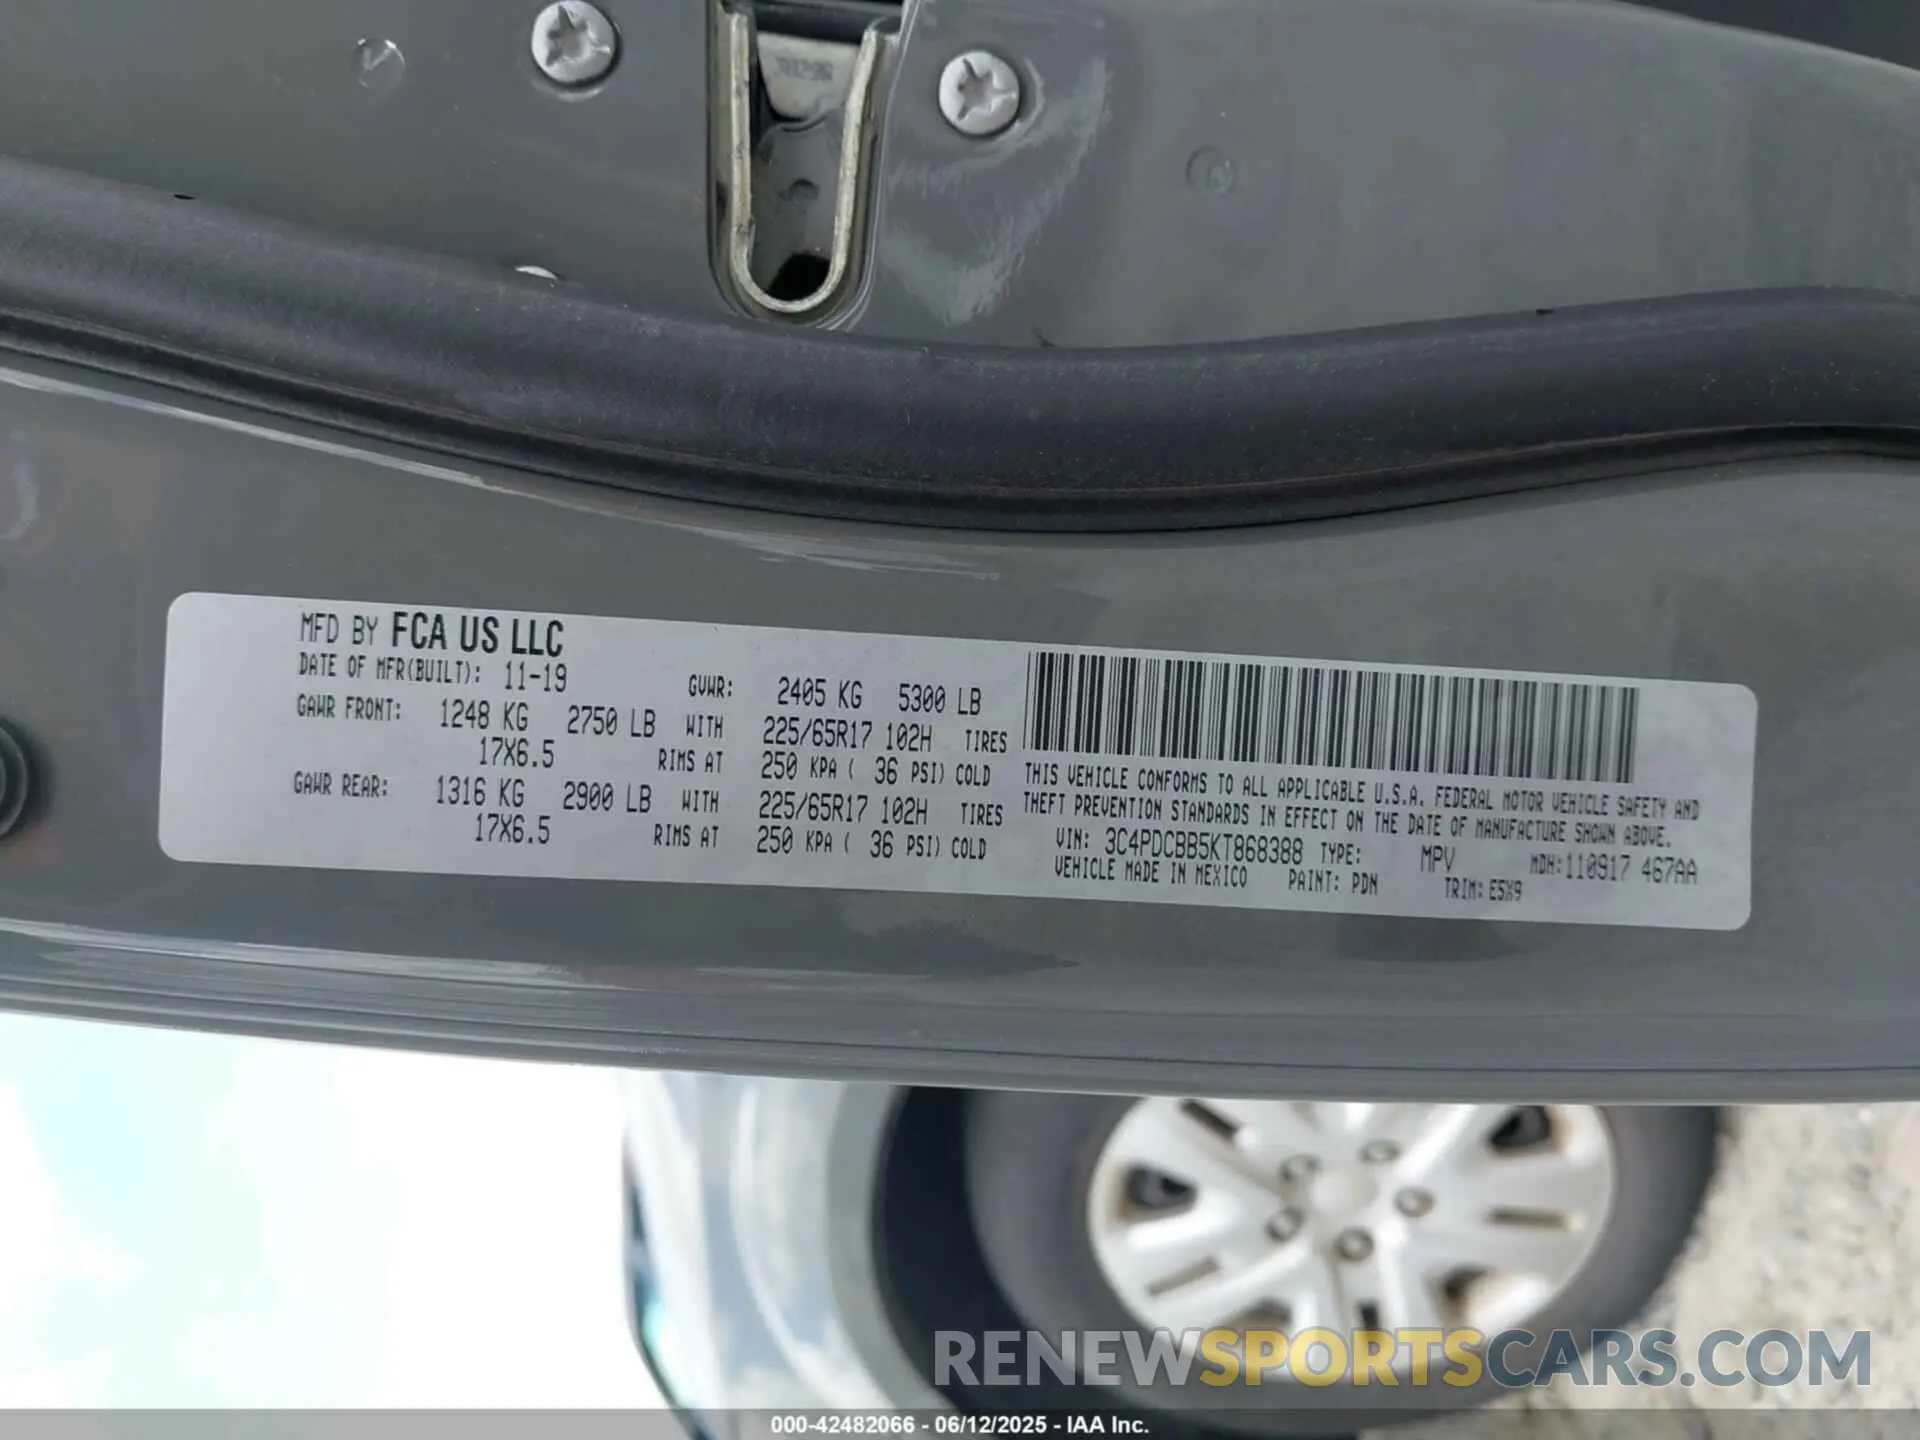 MFD BY FCA US LLC
DATE OF MFR(BUILT): 11-19
GVWR: 2405 KG 5300 LB
GAWR FRONT: 1248 KG 2750 LB WITH 225/65R17 102H TIRES
17X6.5 RIMS AT 250 KPA ( 36 PSI) COLD
GAWR REAR: 1316 KG 2900 LB WITH 225/65R17 102H TIRES
17X6.5 RIMS AT 250 KPA ( 36 PSI) COLD
THIS VEHICLE CONFORMS TO ALL APPLICABLE U.S.A. FEDERAL MOTOR VEHICLE SAFETY AND
THEFT PREVENTION STANDARDS IN EFFECT ON THE DATE OF MANUFACTURE SHOWN ABOVE.
VIN: 3C4PDCBB5KT868388 TYPE: MPV MDH:110917 467AA
VEHICLE MADE IN MEXICO PAINT: PDN TRIM: E5X9
RENEWSPORTSCARS.COM
000-42482066 - 06/12/2025 - IAA Inc.